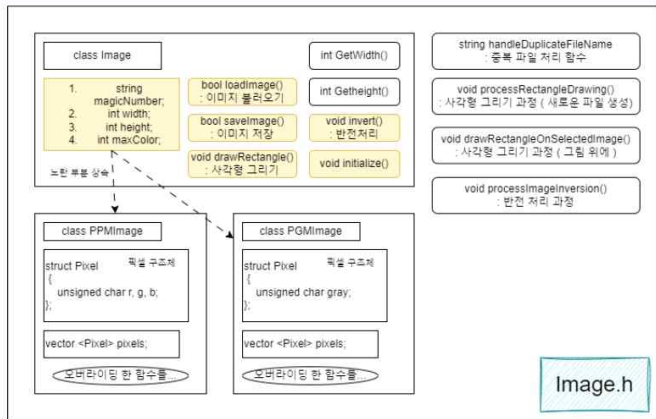 class Image
1. string
magicNumber;
2. int width;
3. int height;
4. int maxColor;
bool loadImage()
: 이미지 불러오기
bool saveImage()
: 이미지 저장
void drawRectangle()
: 사각형 그리기
int GetWidth()
int Getheight()
void invert()
: 반전처리
void initialize()
노란 부분 상속
class PPMImage
struct Pixel 픽셀 구조체
{
unsigned char r, g, b;
};
vector <Pixel> pixels;
오버라이딩 한 함수들...
class PGMImage
struct Pixel 픽셀 구조체
{
unsigned char gray;
};
vector <Pixel> pixels;
오버라이딩 한 함수들...
string handleDuplicateFileName
: 중복 파일 처리 함수
void processRectangleDrawing()
: 사각형 그리기 과정 ( 새로운 파일 생성)
void drawRectangleOnSelectedImage()
: 사각형 그리기 과정 ( 그림 위에 )
void processImageInversion()
: 반전 처리 과정
Image.h